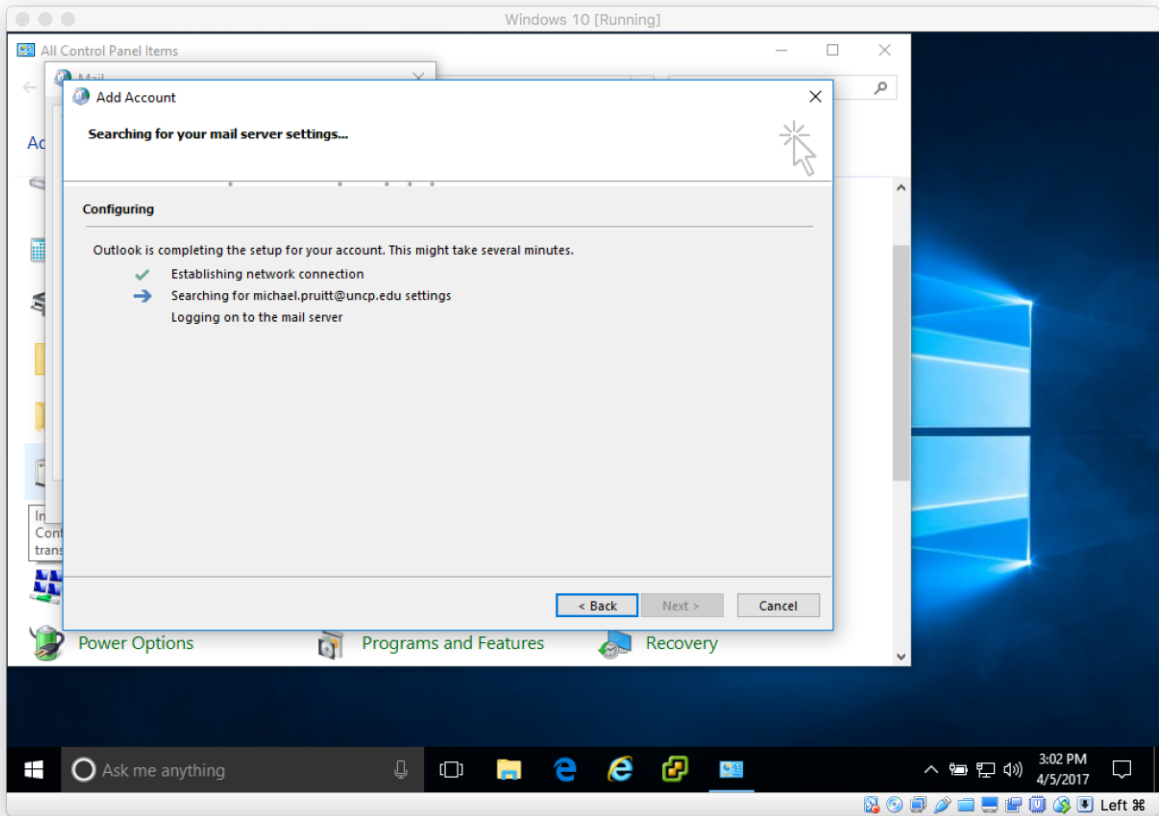 Windows 10 [Running]
All Control Panel Items
Mail
Add Account
Searching for your mail server settings...
Configuring
Outlook is completing the setup for your account. This might take several minutes.
Establishing network connection
Searching for michael.pruitt@uncp.edu settings
Logging on to the mail server
< Back
Next >
Cancel
Power Options
Programs and Features
Recovery
Ask me anything
3:02 PM
4/5/2017
Left ⌘